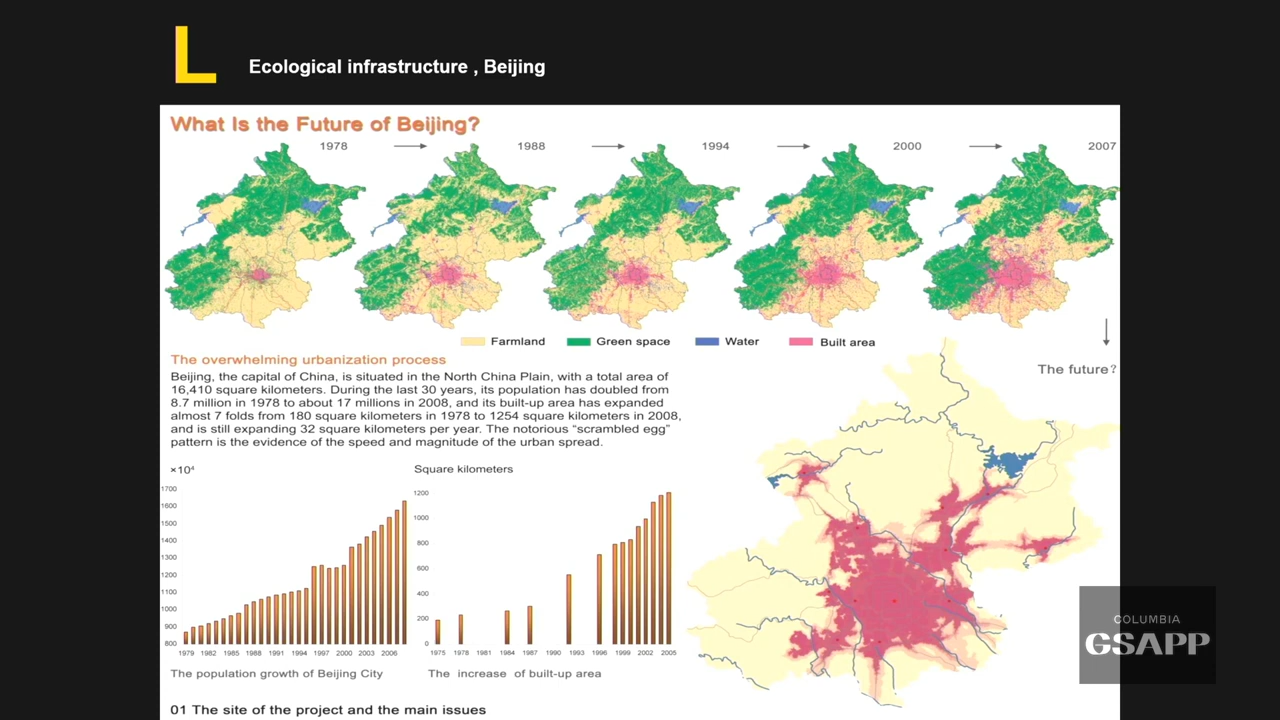 L
Ecological infrastructure , Beijing
What Is the Future of Beijing?
1978
1988
1994
2000
2007
Farmland
Green space
Water
Built area
The future?
The overwhelming urbanization process
Beijing, the capital of China, is situated in the North China Plain, with a total area of
16,410 square kilometers. During the last 30 years, its population has doubled from
8.7 million in 1978 to about 17 millions in 2008, and its built-up area has expanded
almost 7 folds from 180 square kilometers in 1978 to 1254 square kilometers in 2008,
and is still expanding 32 square kilometers per year. The notorious “scrambled egg”
pattern is the evidence of the speed and magnitude of the urban spread.
×10⁴
1700
1600
1500
1400
1300
1200
1100
1000
900
800
1979 1982 1985 1988 1991 1994 1997 2000 2003 2006
The population growth of Beijing City
Square kilometers
1200
1000
800
600
400
200
0
1975 1978 1981 1984 1987 1990 1993 1996 1999 2002 2005
The increase of built-up area
COLUMBIA
GSAPP
01 The site of the project and the main issues